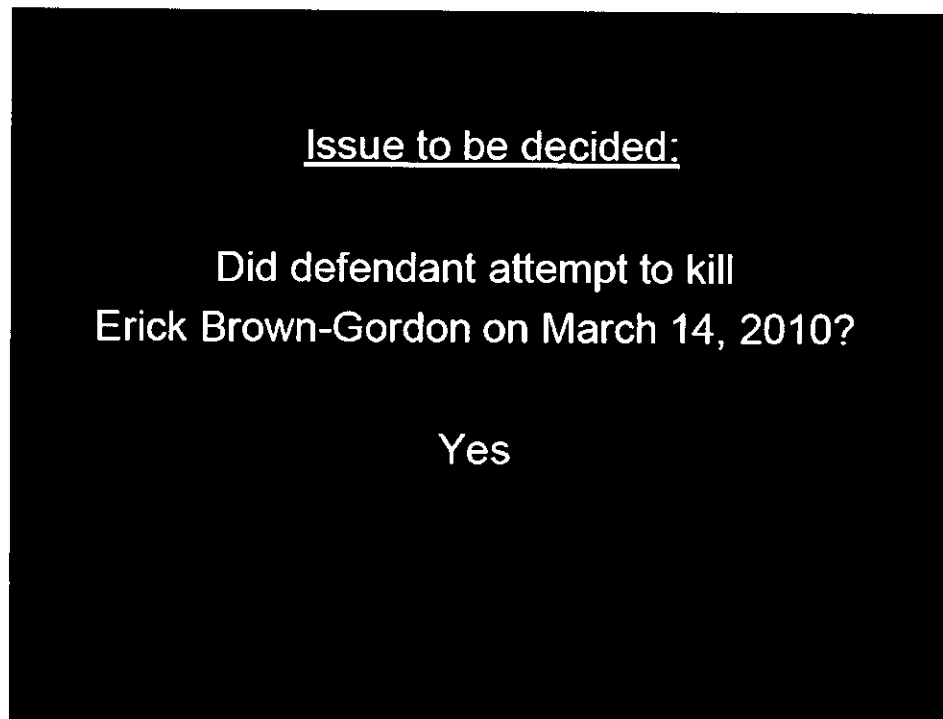 Issue to be decided:
Did defendant attempt to kill
Erick Brown-Gordon on March 14, 2010?
Yes